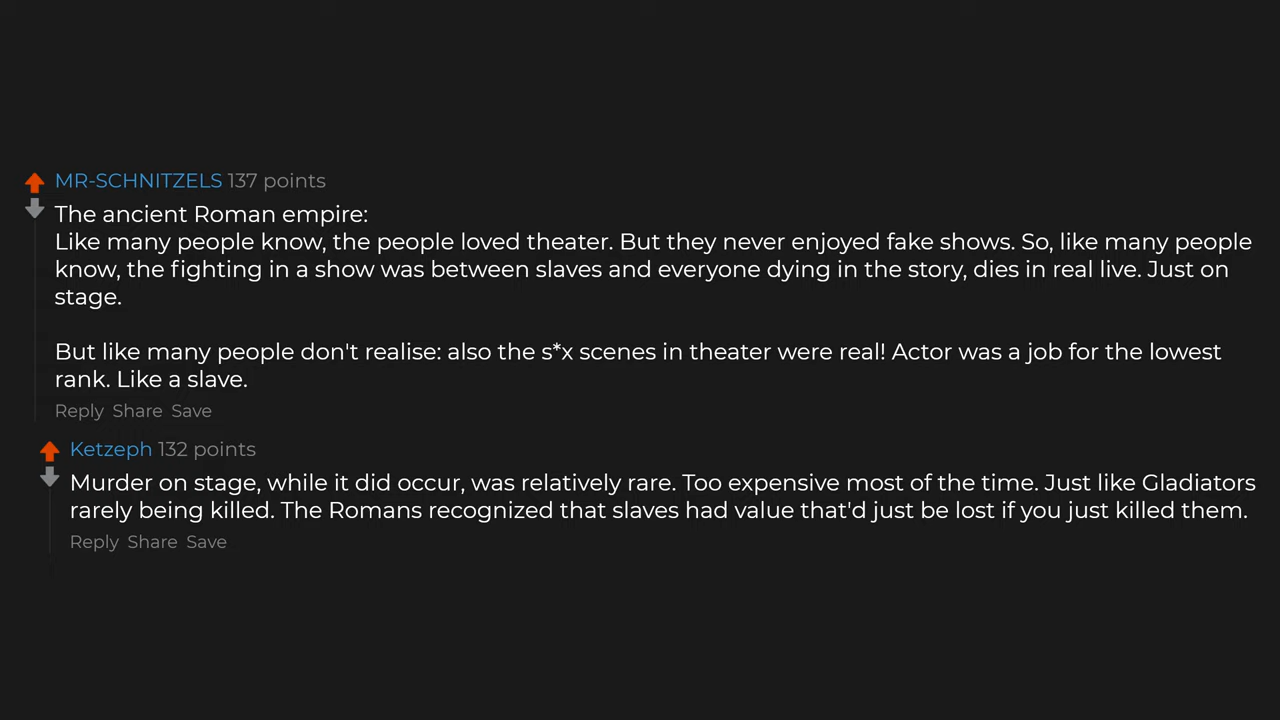 MR-SCHNITZELS 137 points
The ancient Roman empire:
Like many people know, the people loved theater. But they never enjoyed fake shows. So, like many people
know, the fighting in a show was between slaves and everyone dying in the story, dies in real live. Just on
stage.
But like many people don't realise: also the s*x scenes in theater were real! Actor was a job for the lowest
rank. Like a slave.
Reply Share Save
Ketzeph 132 points
Murder on stage, while it did occur, was relatively rare. Too expensive most of the time. Just like Gladiators
rarely being killed. The Romans recognized that slaves had value that'd just be lost if you just killed them.
Reply Share Save